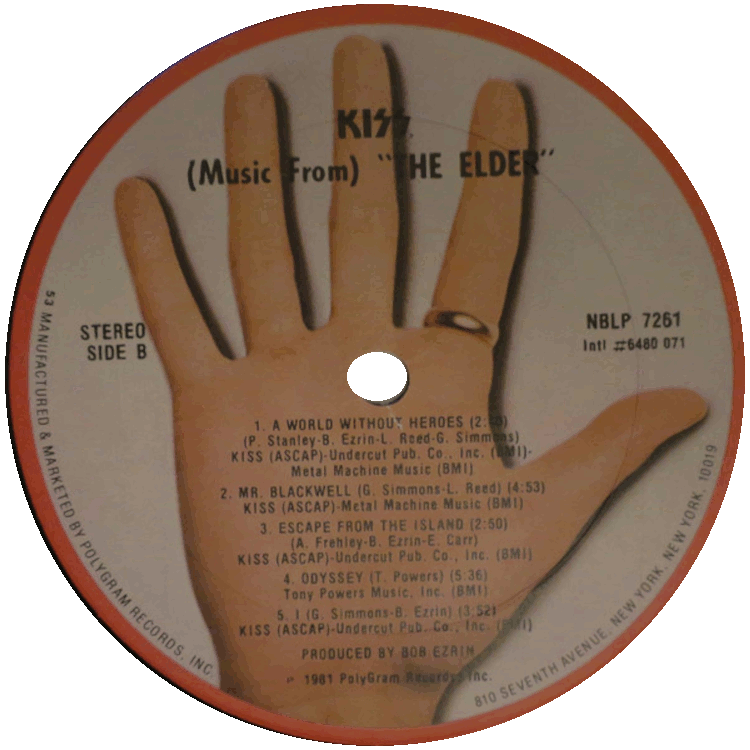 KISS
(Music From) "THE ELDER"
STEREO
SIDE B
NBLP 7261
Intl #6480 071
1. A WORLD WITHOUT HEROES
(P. Stanley-B. Ezrin-L. Reed-G. Simmons)
KISS (ASCAP)-Undercut Pub. Co., Inc. (BMI)-
Metal Machine Music (BMI)
2. MR. BLACKWELL (G. Simmons-L. Reed) (4:53)
KISS (ASCAP)-Metal Machine Music (BMI)
3. ESCAPE FROM THE ISLAND (2:50)
(A. Frehley-B. Ezrin-E. Carr)
KISS (ASCAP)-Undercut Pub. Co., Inc. (BMI)
4. ODYSSEY (T. Powers) (5:36)
Tony Powers Music, Inc. (BMI)
5. I (G. Simmons-B. Ezrin) (3:52)
KISS (ASCAP)-Undercut Pub. Co., Inc. (BMI)
PRODUCED BY BOB EZRIN
℗ 1981 PolyGram Records, Inc.
53 MANUFACTURED & MARKETED BY POLYGRAM RECORDS, INC.
810 SEVENTH AVENUE, NEW YORK, NEW YORK, 10019